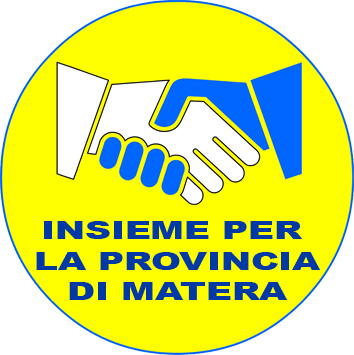 INSIEME PER
LA PROVINCIA
DI MATERA